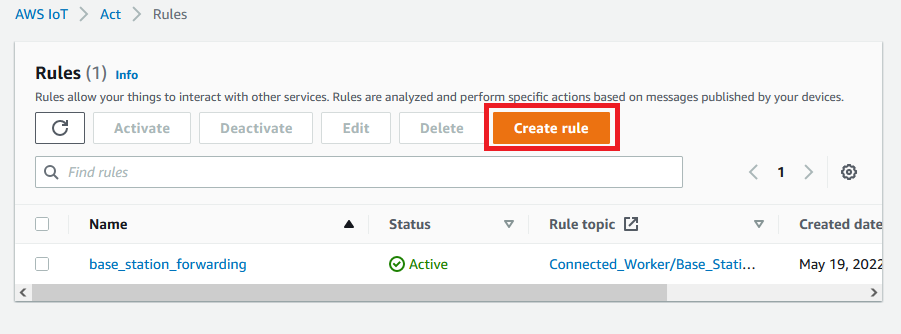 AWS IoT > Act > Rules
Rules (1) Info
Rules allow your things to interact with other services. Rules are analyzed and perform specific actions based on messages published by your devices.
Activate Deactivate Edit Delete Create rule
Find rules 1
Name Status Rule topic Created date
base_station_forwarding Active Connected_Worker/Base_Stati... May 19, 2022